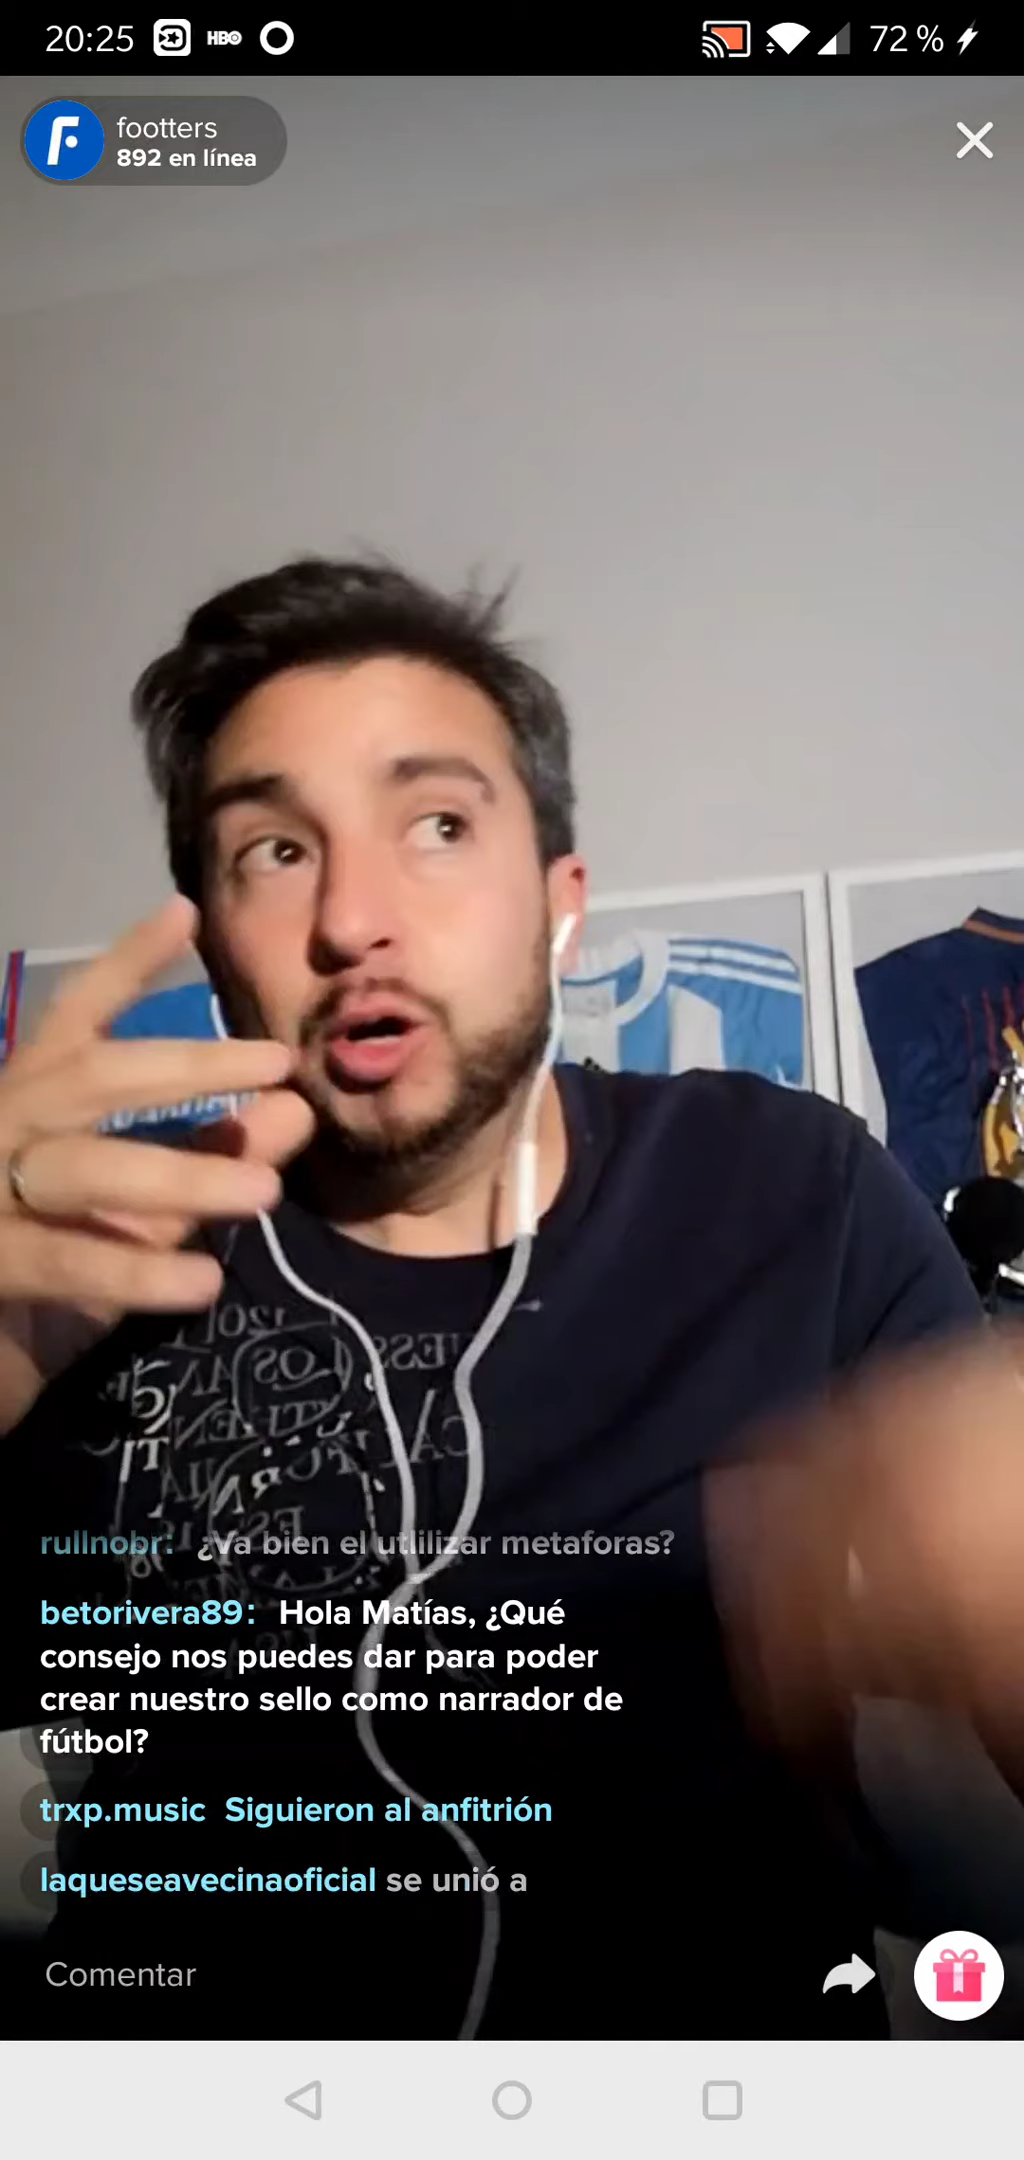 20:25 HBO 72 %
footters
892 en línea
rullnobr: ¿Va bien el utlilizar metaforas?
betorivera89: Hola Matías, ¿Qué
consejo nos puedes dar para poder
crear nuestro sello como narrador de
fútbol?
trxp.music Siguieron al anfitrión
laqueseavecinaoficial se unió a
Comentar